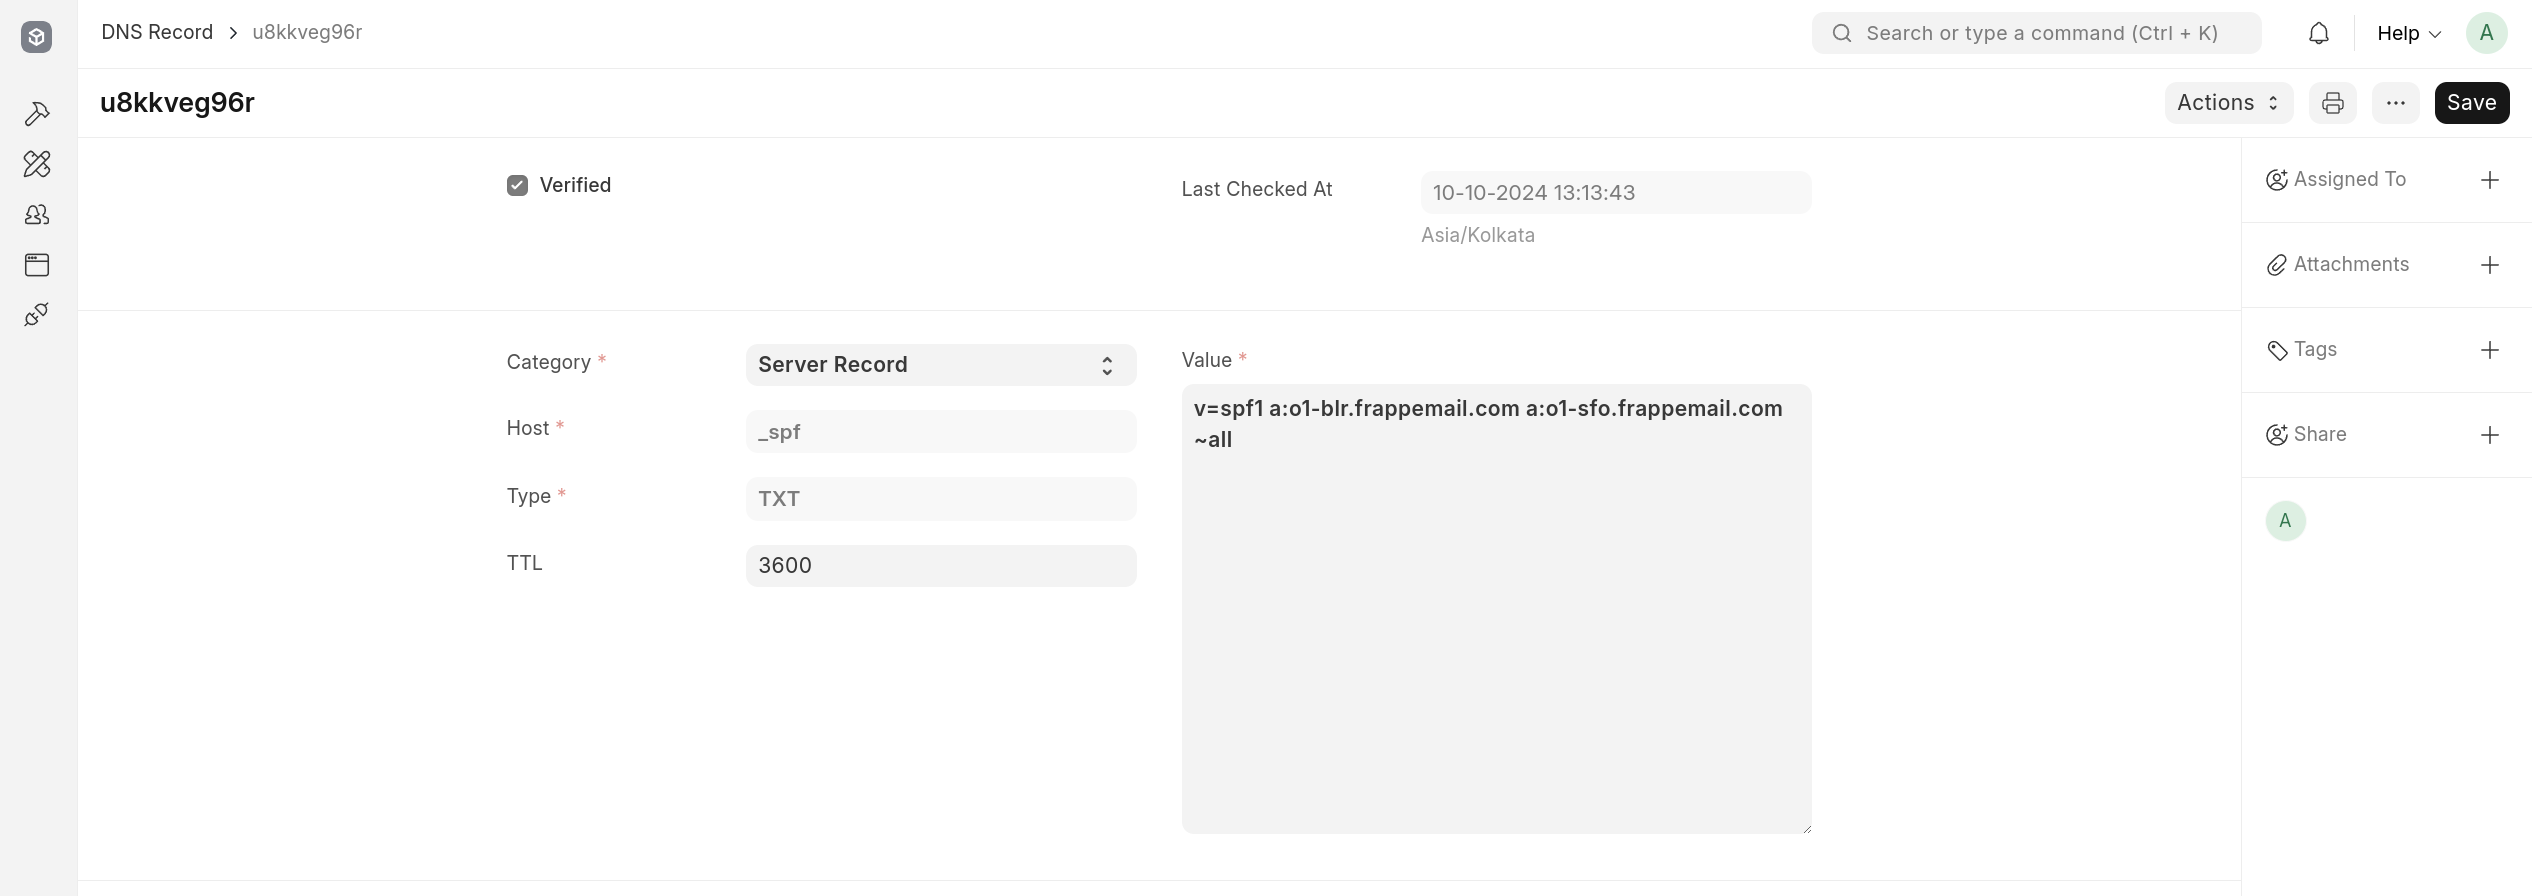 DNS Record > u8kkveg96r
Search or type a command (Ctrl + K)
Help
A
u8kkveg96r
Actions
Save
Verified
Last Checked At
10-10-2024 13:13:43
Asia/Kolkata
Category *
Server Record
Host *
_spf
Type *
TXT
TTL
3600
Value *
v=spf1 a:o1-blr.frappemail.com a:o1-sfo.frappemail.com
~all
Assigned To
Attachments
Tags
Share
A